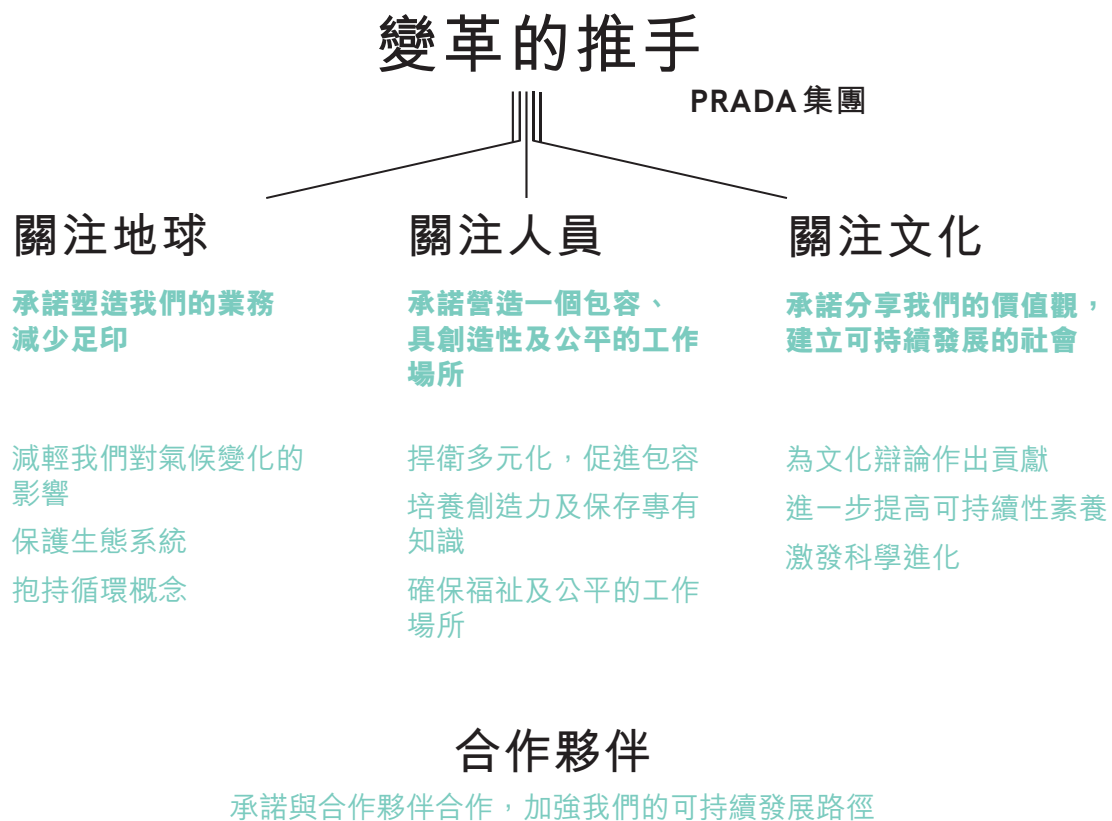 變革的推手
PRADA 集團
關注地球
承諾塑造我們的業務
減少足印
減輕我們對氣候變化的
影響
保護生態系統
抱持循環概念
關注人員
承諾營造一個包容、
具創造性及公平的工作
場所
捍衛多元化，促進包容
培養創造力及保存專有
知識
確保福祉及公平的工作
場所
關注文化
承諾分享我們的價值觀，
建立可持續發展的社會
為文化辯論作出貢獻
進一步提高可持續性素養
激發科學進化
合作夥伴
承諾與合作夥伴合作，加強我們的可持續發展路徑